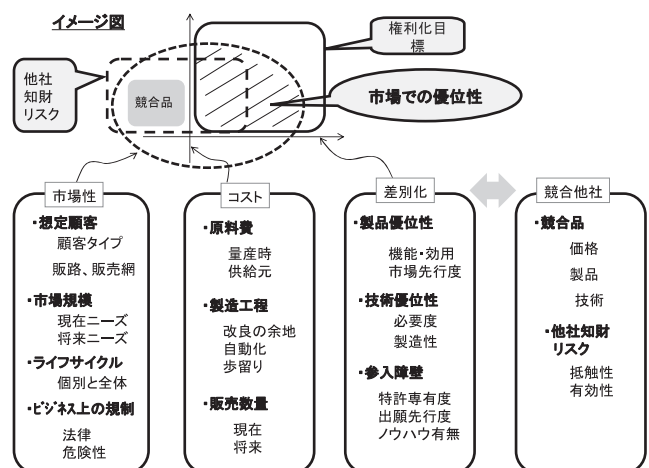 イメージ図
権利化目
標
他社
知財
リスク
競合品
市場での優位性
市場性
・想定顧客
顧客タイプ
販路、販売網
・市場規模
現在ニーズ
将来ニーズ
・ライフサイクル
個別と全体
・ビジネス上の規制
法律
危険性
コスト
・原料費
量産時
供給元
・製造工程
改良の余地
自動化
歩留り
・販売数量
現在
将来
差別化
・製品優位性
機能・効用
市場先行度
・技術優位性
必要度
製造性
・参入障壁
特許専有度
出願先行度
ノウハウ有無
競合他社
・競合品
価格
製品
技術
・他社知財
リスク
抵触性
有効性